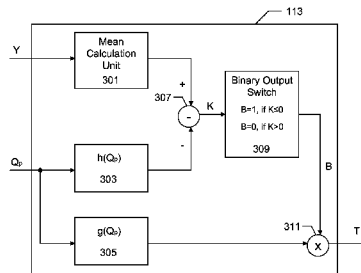 113
Y
Mean
Calculation
Unit
301
+
307
-
K
-
Binary Output
Switch
B=1, if K≤0
B=0, if K>0
309
QP
h(QP)
303
B
g(QP)
305
311
X
T